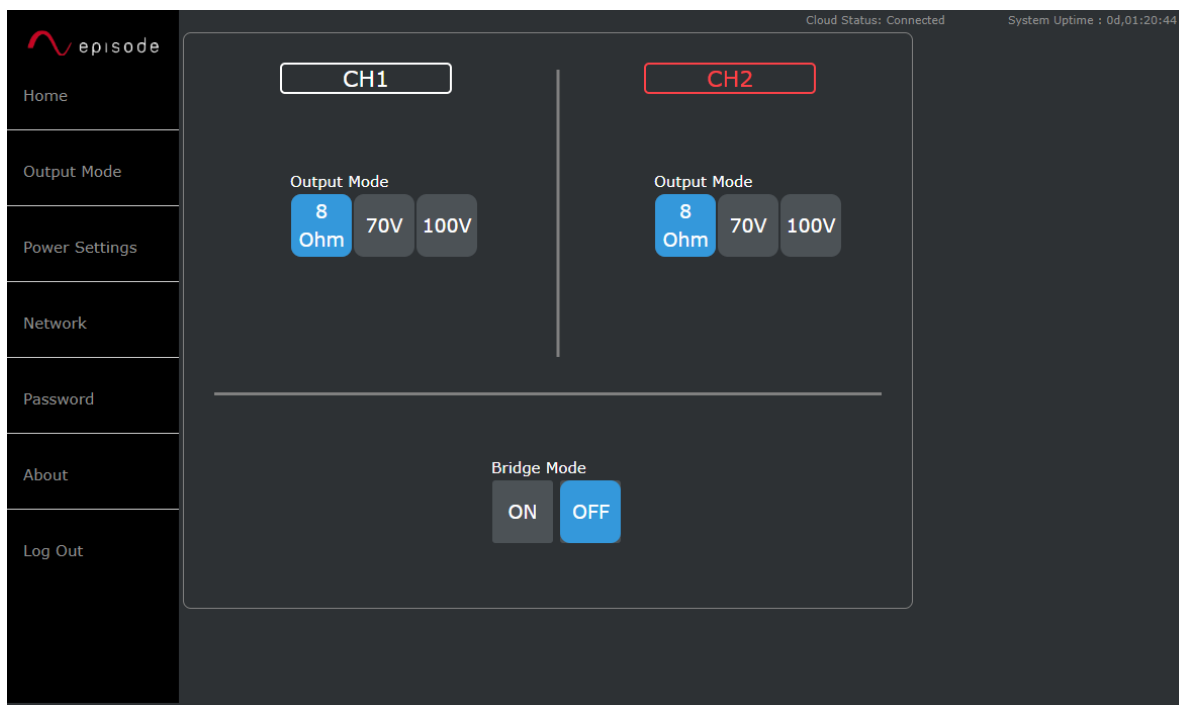 Cloud Status: Connected
System Uptime : 0d,01:20:44
episode
Home
Output Mode
Power Settings
Network
Password
About
Log Out
CH1
Output Mode
8 Ohm
70V
100V
CH2
Output Mode
8 Ohm
70V
100V
Bridge Mode
ON
OFF